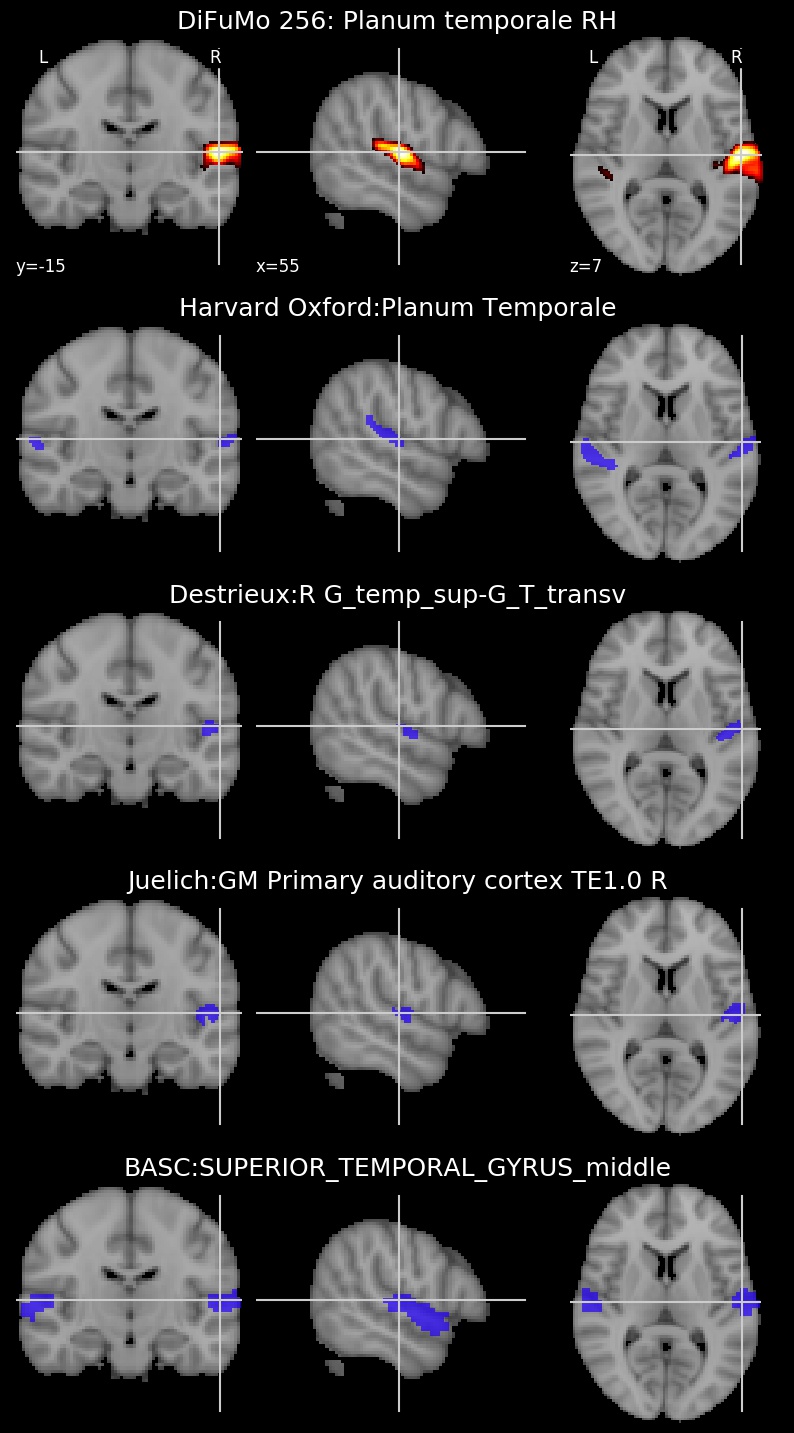 DiFuMo 256: Planum temporale RH
L R L R
y=-15 x=55 z=7
Harvard Oxford:Planum Temporale
Destrieux:R G_temp_sup-G_T_transv
Juelich:GM Primary auditory cortex TE1.0 R
BASC:SUPERIOR_TEMPORAL_GYRUS_middle